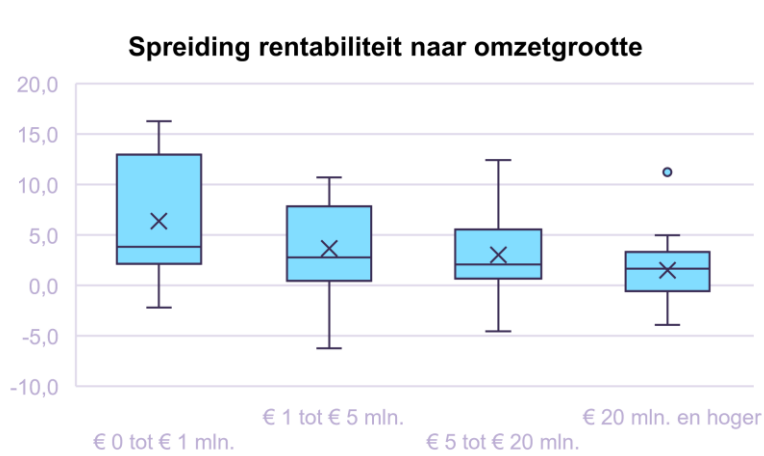 Spreiding rentabiliteit naar omzetgrootte
20,0
15,0
10,0
5,0
0,0
-5,0
-10,0
€ 1 tot € 5 mln.
€ 20 mln. en hoger
€ 0 tot € 1 mln.
€ 5 tot € 20 mln.